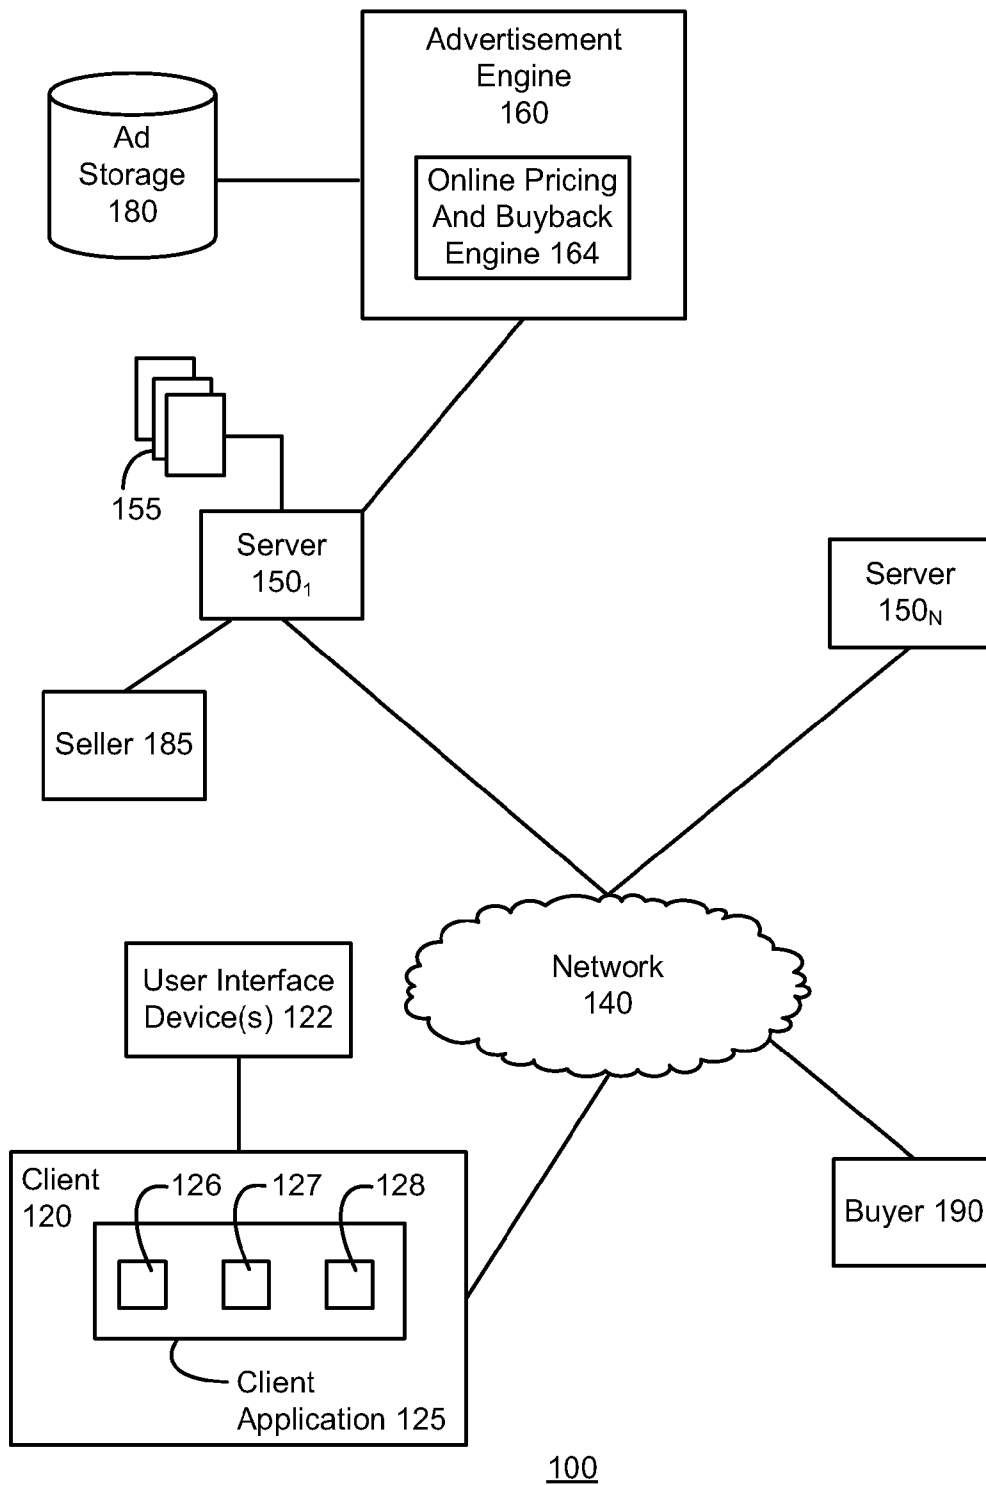 Advertisement
Engine
160
Ad
Storage
180
Online Pricing
And Buyback
Engine 164
155
Server
150₁
Server
150N
Seller 185
Network
140
User Interface
Device(s) 122
Client
120
126
127
128
Buyer 190
Client
Application 125
100